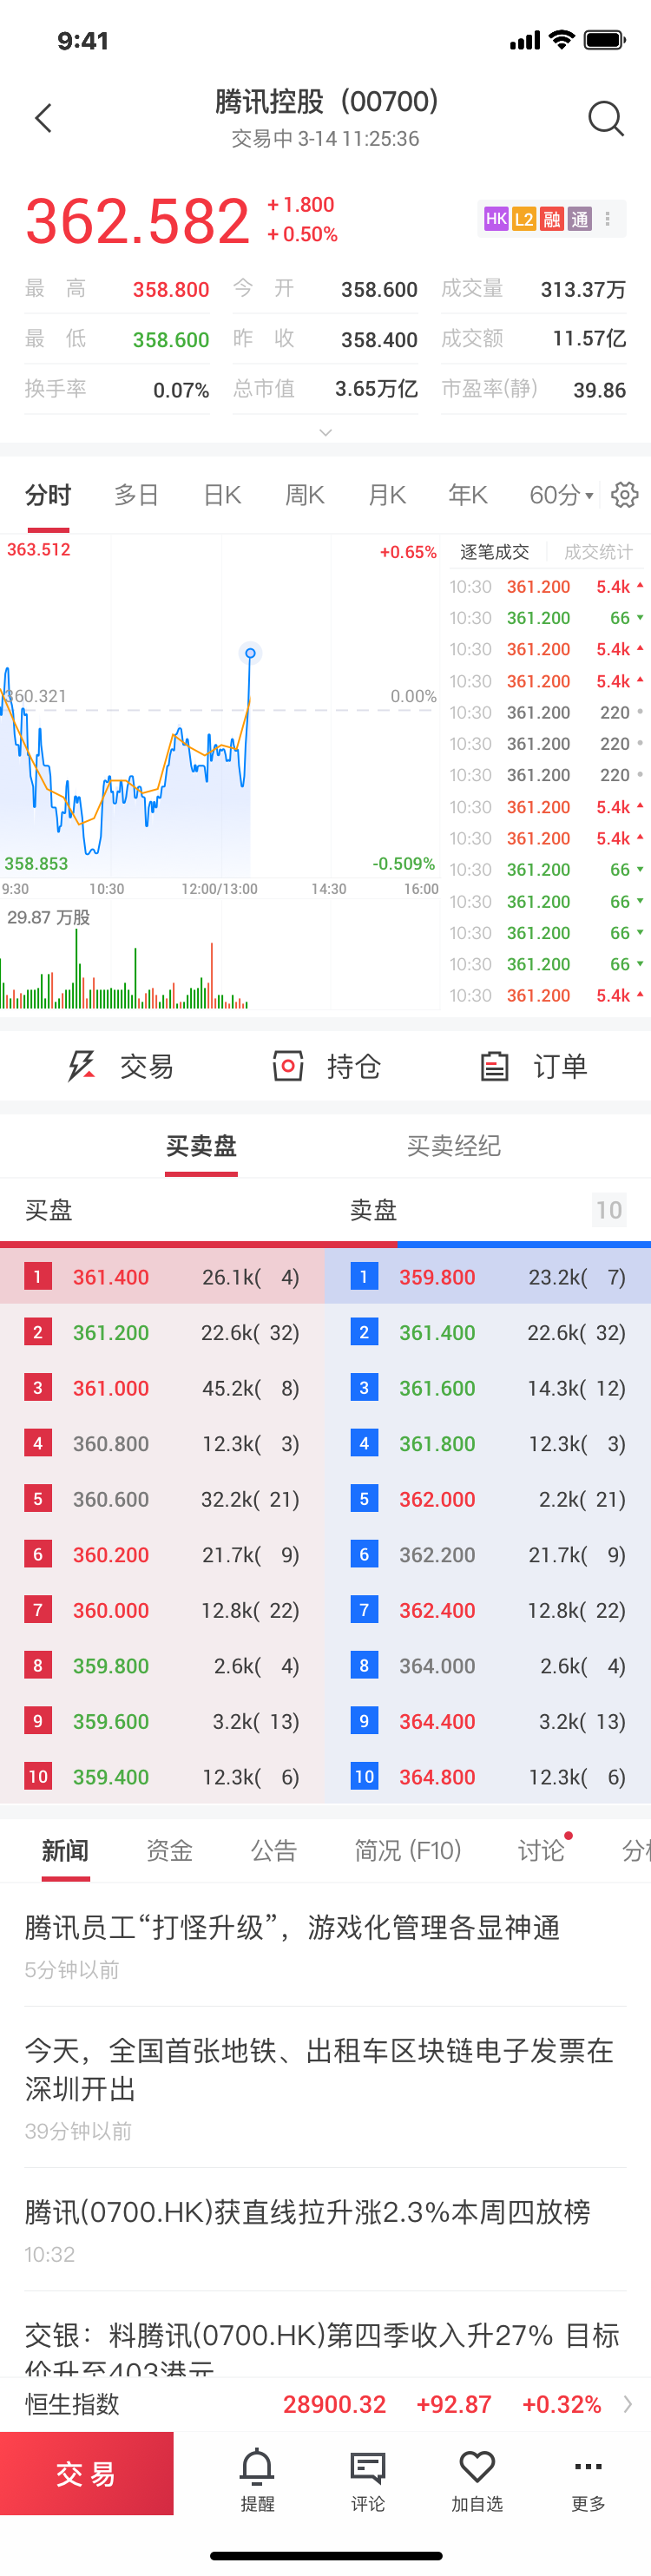 9:41
腾讯控股（00700）
交易中 3-14 11:25:36
362.582
+ 1.800
+ 0.50%
HK L2 融 通
最 高 358.800 今 开 358.600 成交量 313.37万
最 低 358.600 昨 收 358.400 成交额 11.57亿
换手率 0.07% 总市值 3.65万亿 市盈率(静) 39.86
分时 多日 日K 周K 月K 年K 60分
363.512 +0.65%
360.321 0.00%
358.853 -0.509%
9:30 10:30 12:00/13:00 14:30 16:00
29.87 万股
逐笔成交 成交统计
10:30 361.200 5.4k
10:30 361.200 66
10:30 361.200 5.4k
10:30 361.200 5.4k
10:30 361.200 220
10:30 361.200 220
10:30 361.200 220
10:30 361.200 5.4k
10:30 361.200 5.4k
10:30 361.200 66
10:30 361.200 66
10:30 361.200 66
10:30 361.200 66
10:30 361.200 5.4k
交易 持仓 订单
买卖盘 买卖经纪
买盘 卖盘 10
1 361.400 26.1k( 4) 1 359.800 23.2k( 7)
2 361.200 22.6k( 32) 2 361.400 22.6k( 32)
3 361.000 45.2k( 8) 3 361.600 14.3k( 12)
4 360.800 12.3k( 3) 4 361.800 12.3k( 3)
5 360.600 32.2k( 21) 5 362.000 2.2k( 21)
6 360.200 21.7k( 9) 6 362.200 21.7k( 9)
7 360.000 12.8k( 22) 7 362.400 12.8k( 22)
8 359.800 2.6k( 4) 8 364.000 2.6k( 4)
9 359.600 3.2k( 13) 9 364.400 3.2k( 13)
10 359.400 12.3k( 6) 10 364.800 12.3k( 6)
新闻 资金 公告 简况 (F10) 讨论 分
腾讯员工“打怪升级”，游戏化管理各显神通
5分钟以前
今天，全国首张地铁、出租车区块链电子发票在
深圳开出
39分钟以前
腾讯(0700.HK)获直线拉升涨2.3%本周四放榜
10:32
交银：料腾讯(0700.HK)第四季收入升27% 目标
价升至403港元
恒生指数 28900.32 +92.87 +0.32%
交易 提醒 评论 加自选 更多